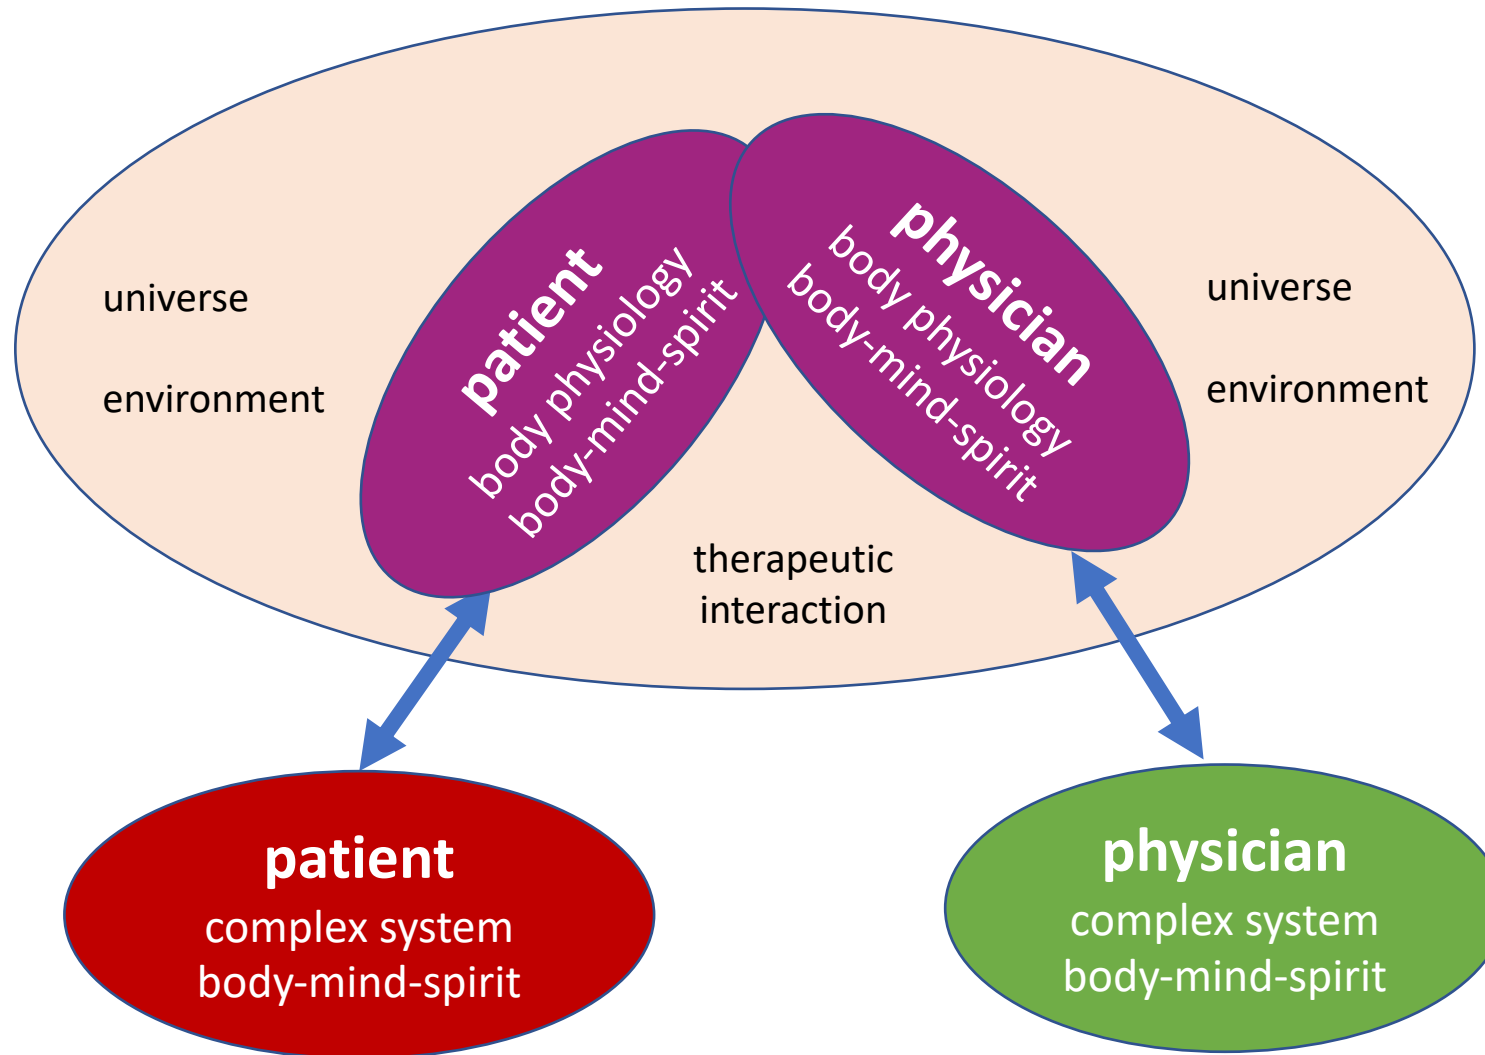 patient
body physiology
body-mind-spirit
physician
body physiology
body-mind-spirit
universe
environment
universe
environment
therapeutic
interaction
patient
complex system
body-mind-spirit
physician
complex system
body-mind-spirit